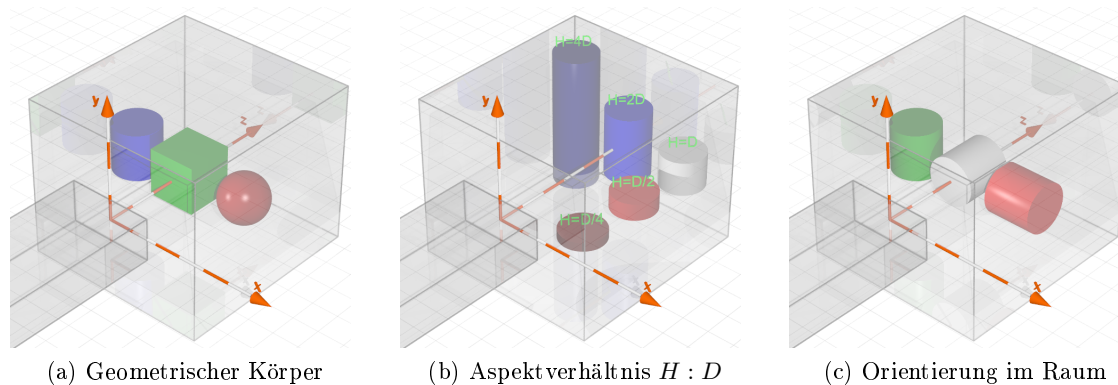 y
z
x
(a) Geometrischer Körper
y
H=4D
H=2D
H=D
H=D/2
H=D/4
x
(b) Aspektverhältnis H : D
y
z
x
(c) Orientierung im Raum